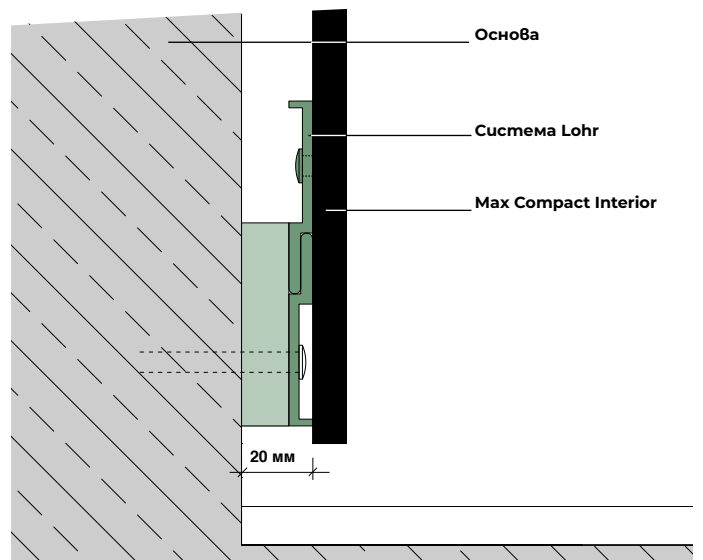 Основа
Система Lohr
Max Compact Interior
20 мм